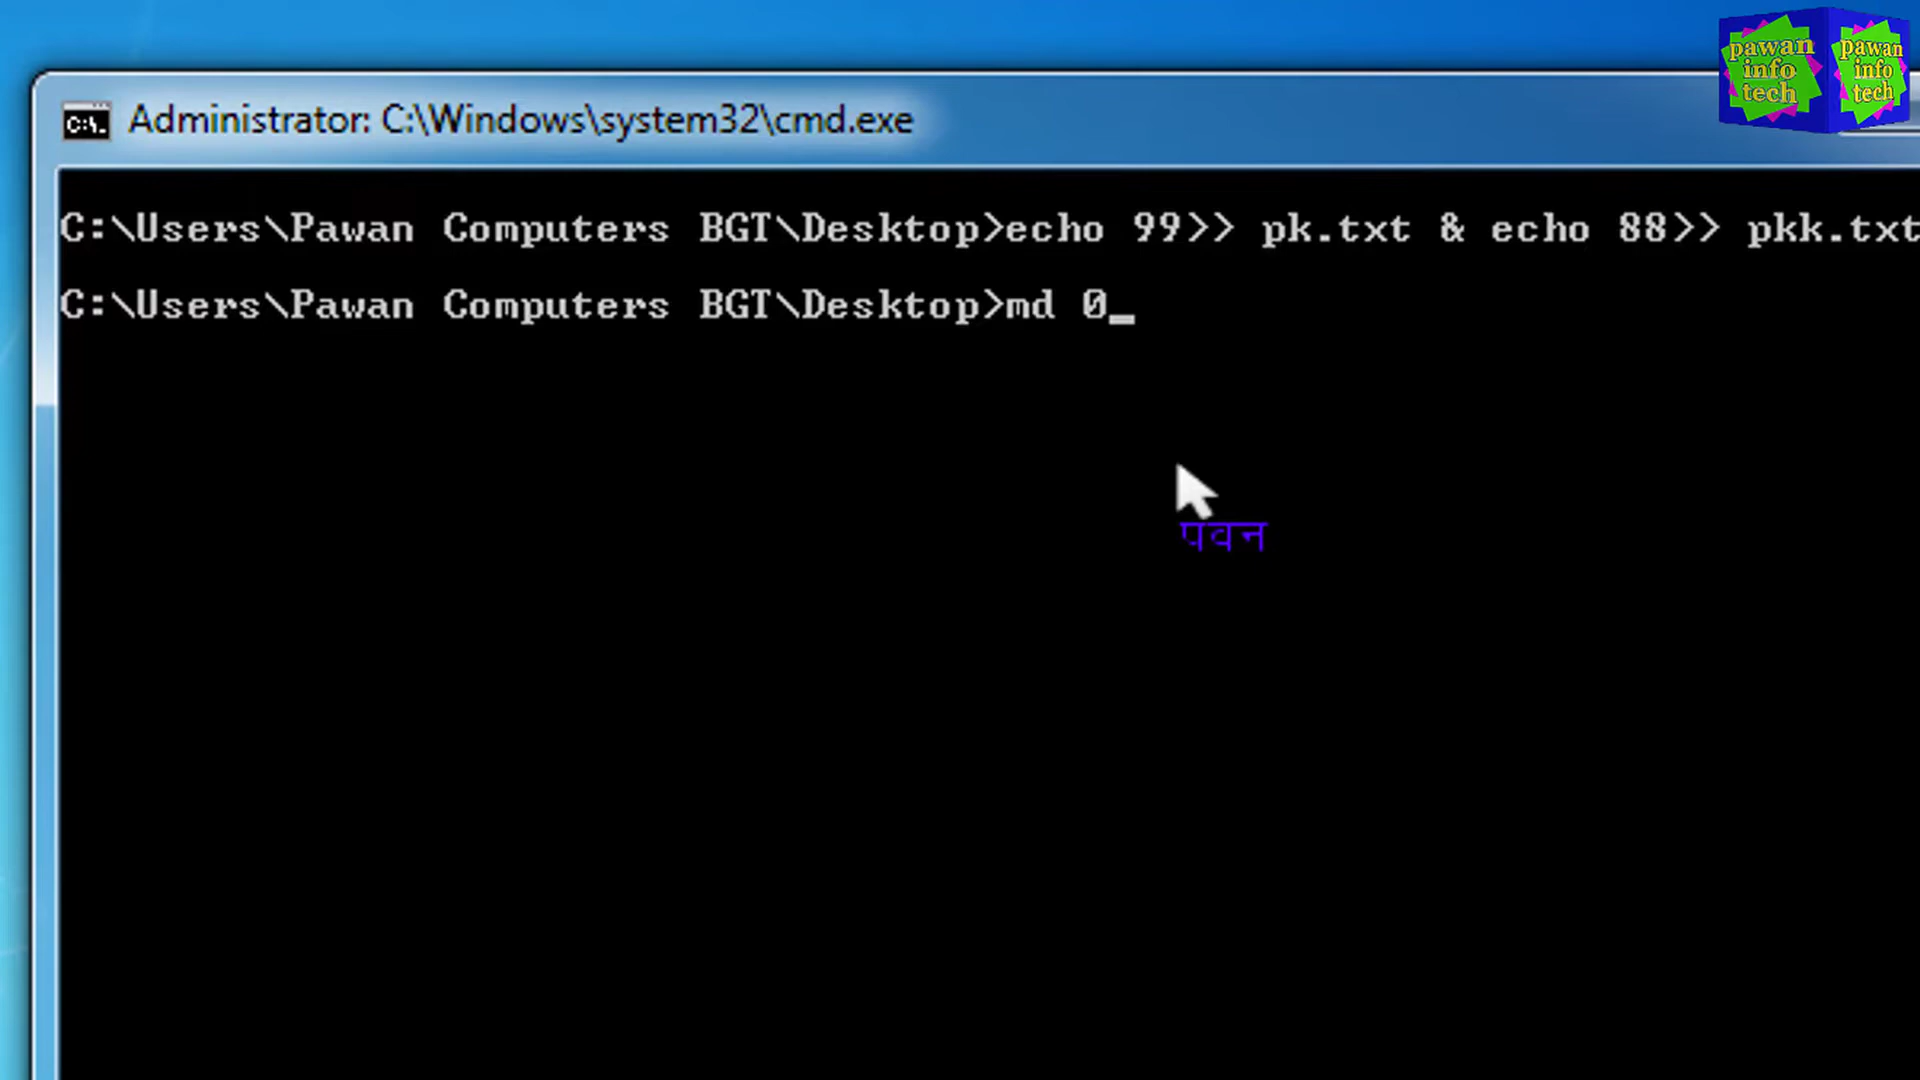 pawan info tech
pawan info tech
Administrator: C:\Windows\system32\cmd.exe
C:\Users\Pawan Computers BGT\Desktop>echo 99>> pk.txt & echo 88>> pkk.txt
C:\Users\Pawan Computers BGT\Desktop>md 0_
पवन